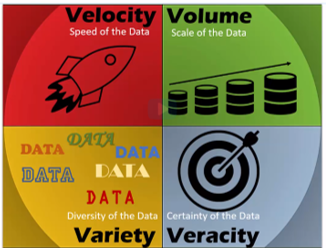 Velocity
Speed of the Data
Volume
Scale of the Data
DATA
DATA
DATA
DATA
DATA
DATA
Diversity of the Data
Variety
Certainty of the Data
Veracity